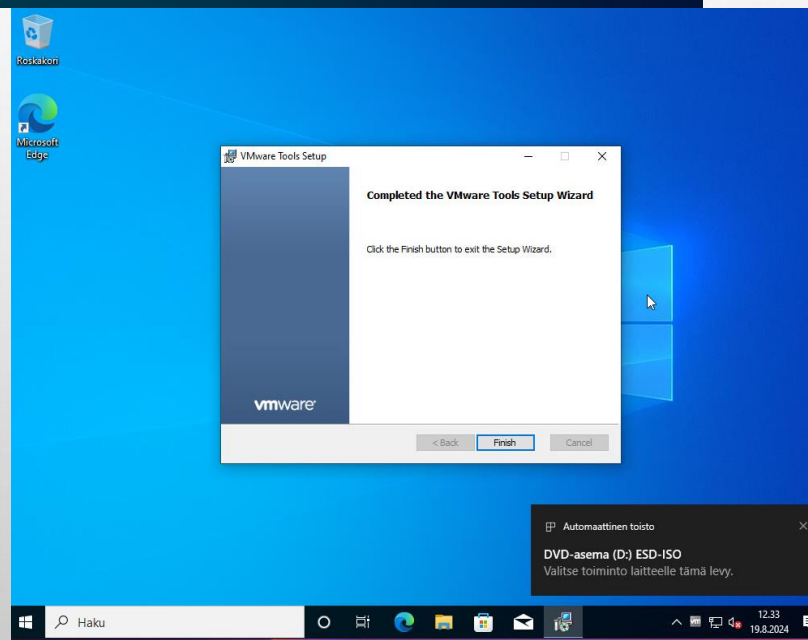 Roskakori
Microsoft
Edge
VMware Tools Setup
Completed the VMware Tools Setup Wizard
Click the Finish button to exit the Setup Wizard.
vmware
< Back
Finish
Cancel
Automaattinen toisto
DVD-asema (D:) ESD-ISO
Valitse toiminto laitteelle tämä levy.
Haku
vm
12.33
19.8.2024